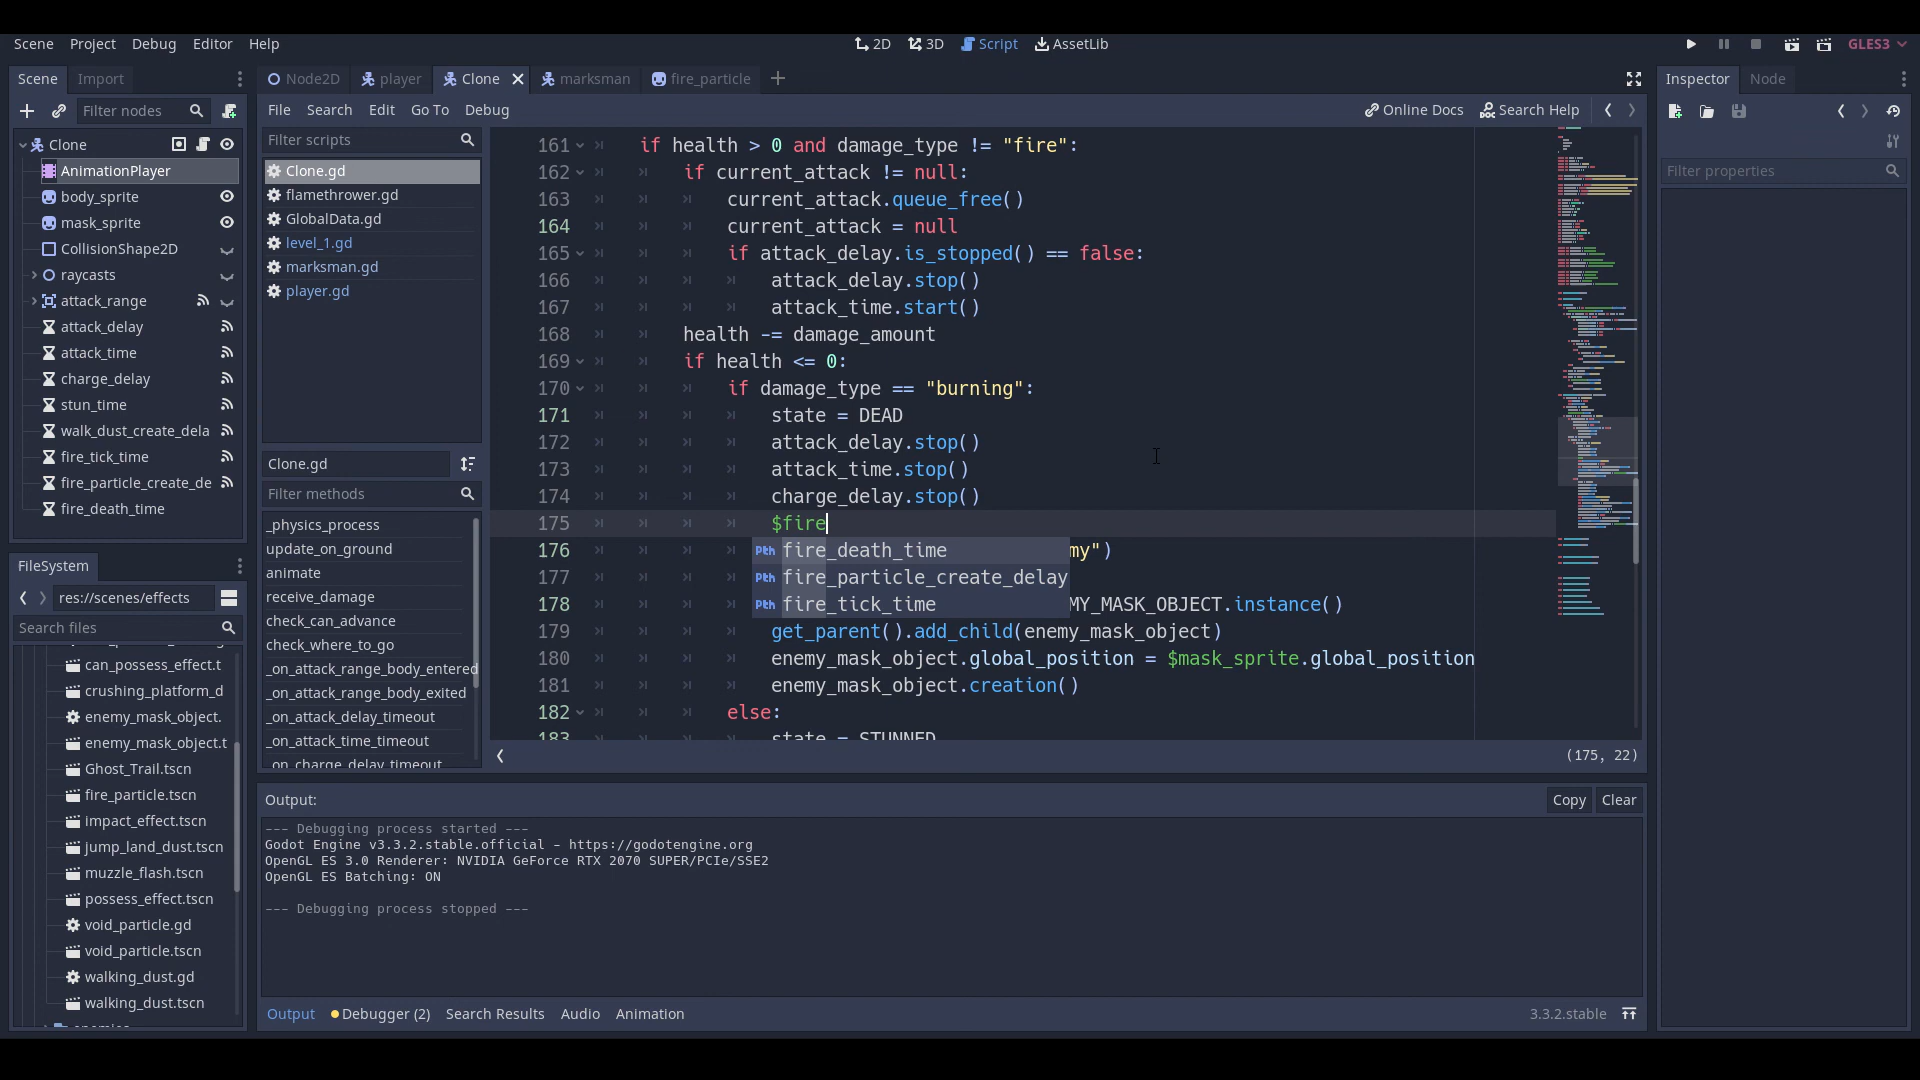 Scene Project Debug Editor Help
2D 3D Script AssetLib
GLES3
Scene Import
Node2D player Clone marksman fire_particle
Inspector Node
Filter nodes
File Search Edit Go To Debug
Online Docs Search Help
Clone
AnimationPlayer
body_sprite
mask_sprite
CollisionShape2D
raycasts
attack_range
attack_delay
attack_time
charge_delay
stun_time
walk_dust_create_dela
fire_tick_time
fire_particle_create_de
fire_death_time
FileSystem
res://scenes/effects
Search files
can_possess_effect.t
crushing_platform_d
enemy_mask_object.
enemy_mask_object.t
Ghost_Trail.tscn
fire_particle.tscn
impact_effect.tscn
jump_land_dust.tscn
muzzle_flash.tscn
possess_effect.tscn
void_particle.gd
void_particle.tscn
walking_dust.gd
walking_dust.tscn
enemies
Filter scripts
Clone.gd
flamethrower.gd
GlobalData.gd
level_1.gd
marksman.gd
player.gd
Clone.gd
Filter methods
_physics_process
update_on_ground
animate
receive_damage
check_can_advance
check_where_to_go
_on_attack_range_body_entered
_on_attack_range_body_exited
_on_attack_delay_timeout
_on_attack_time_timeout
_on_charge_delay_timeout
161 if health > 0 and damage_type != "fire":
162 if current_attack != null:
163 current_attack.queue_free()
164 current_attack = null
165 if attack_delay.is_stopped() == false:
166 attack_delay.stop()
167 attack_time.start()
168 health -= damage_amount
169 if health <= 0:
170 if damage_type == "burning":
171 state = DEAD
172 attack_delay.stop()
173 attack_time.stop()
174 charge_delay.stop()
175 $fire
176 my")
177
178 MY_MASK_OBJECT.instance()
Pth fire_death_time
Pth fire_particle_create_delay
Pth fire_tick_time
179 get_parent().add_child(enemy_mask_object)
180 enemy_mask_object.global_position = $mask_sprite.global_position
181 enemy_mask_object.creation()
182 else:
183 state = STUNNED
(175, 22)
Output:
Copy Clear
--- Debugging process started ---
Godot Engine v3.3.2.stable.official - https://godotengine.org
OpenGL ES 3.0 Renderer: NVIDIA GeForce RTX 2070 SUPER/PCIe/SSE2
OpenGL ES Batching: ON
--- Debugging process stopped ---
Output Debugger (2) Search Results Audio Animation
3.3.2.stable
Filter properties